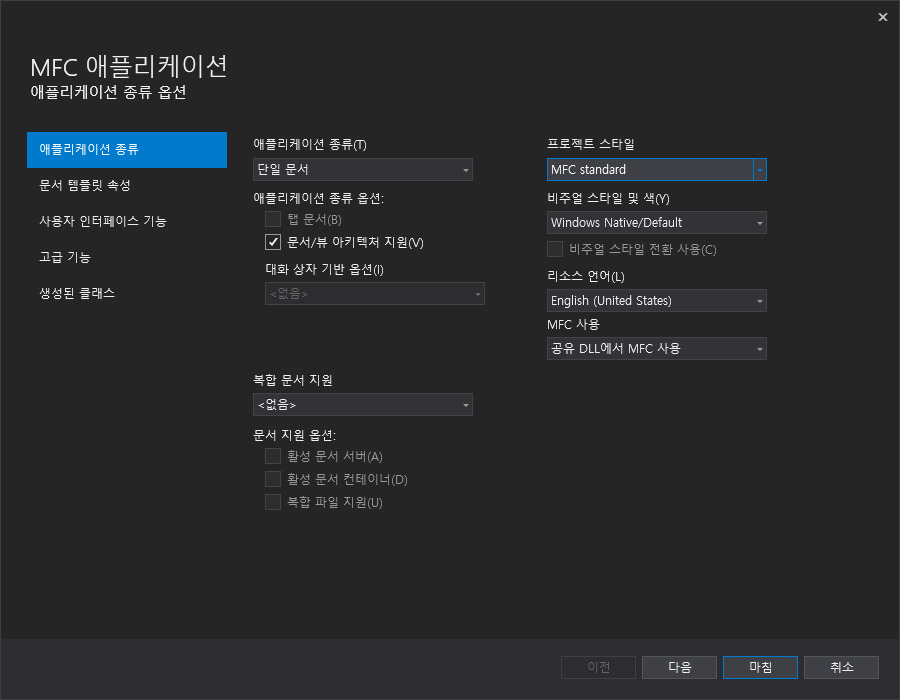 MFC 애플리케이션
애플리케이션 종류 옵션
애플리케이션 종류
문서 템플릿 속성
사용자 인터페이스 기능
고급 기능
생성된 클래스
애플리케이션 종류(T)
단일 문서
애플리케이션 종류 옵션:
탭 문서(B)
문서/뷰 아키텍처 지원(V)
대화 상자 기반 옵션(I)
<없음>
복합 문서 지원
<없음>
문서 지원 옵션:
활성 문서 서버(A)
활성 문서 컨테이너(D)
복합 파일 지원(U)
프로젝트 스타일
MFC standard
비주얼 스타일 및 색(Y)
Windows Native/Default
비주얼 스타일 전환 사용(C)
리소스 언어(L)
English (United States)
MFC 사용
공유 DLL에서 MFC 사용
이전
다음
마침
취소